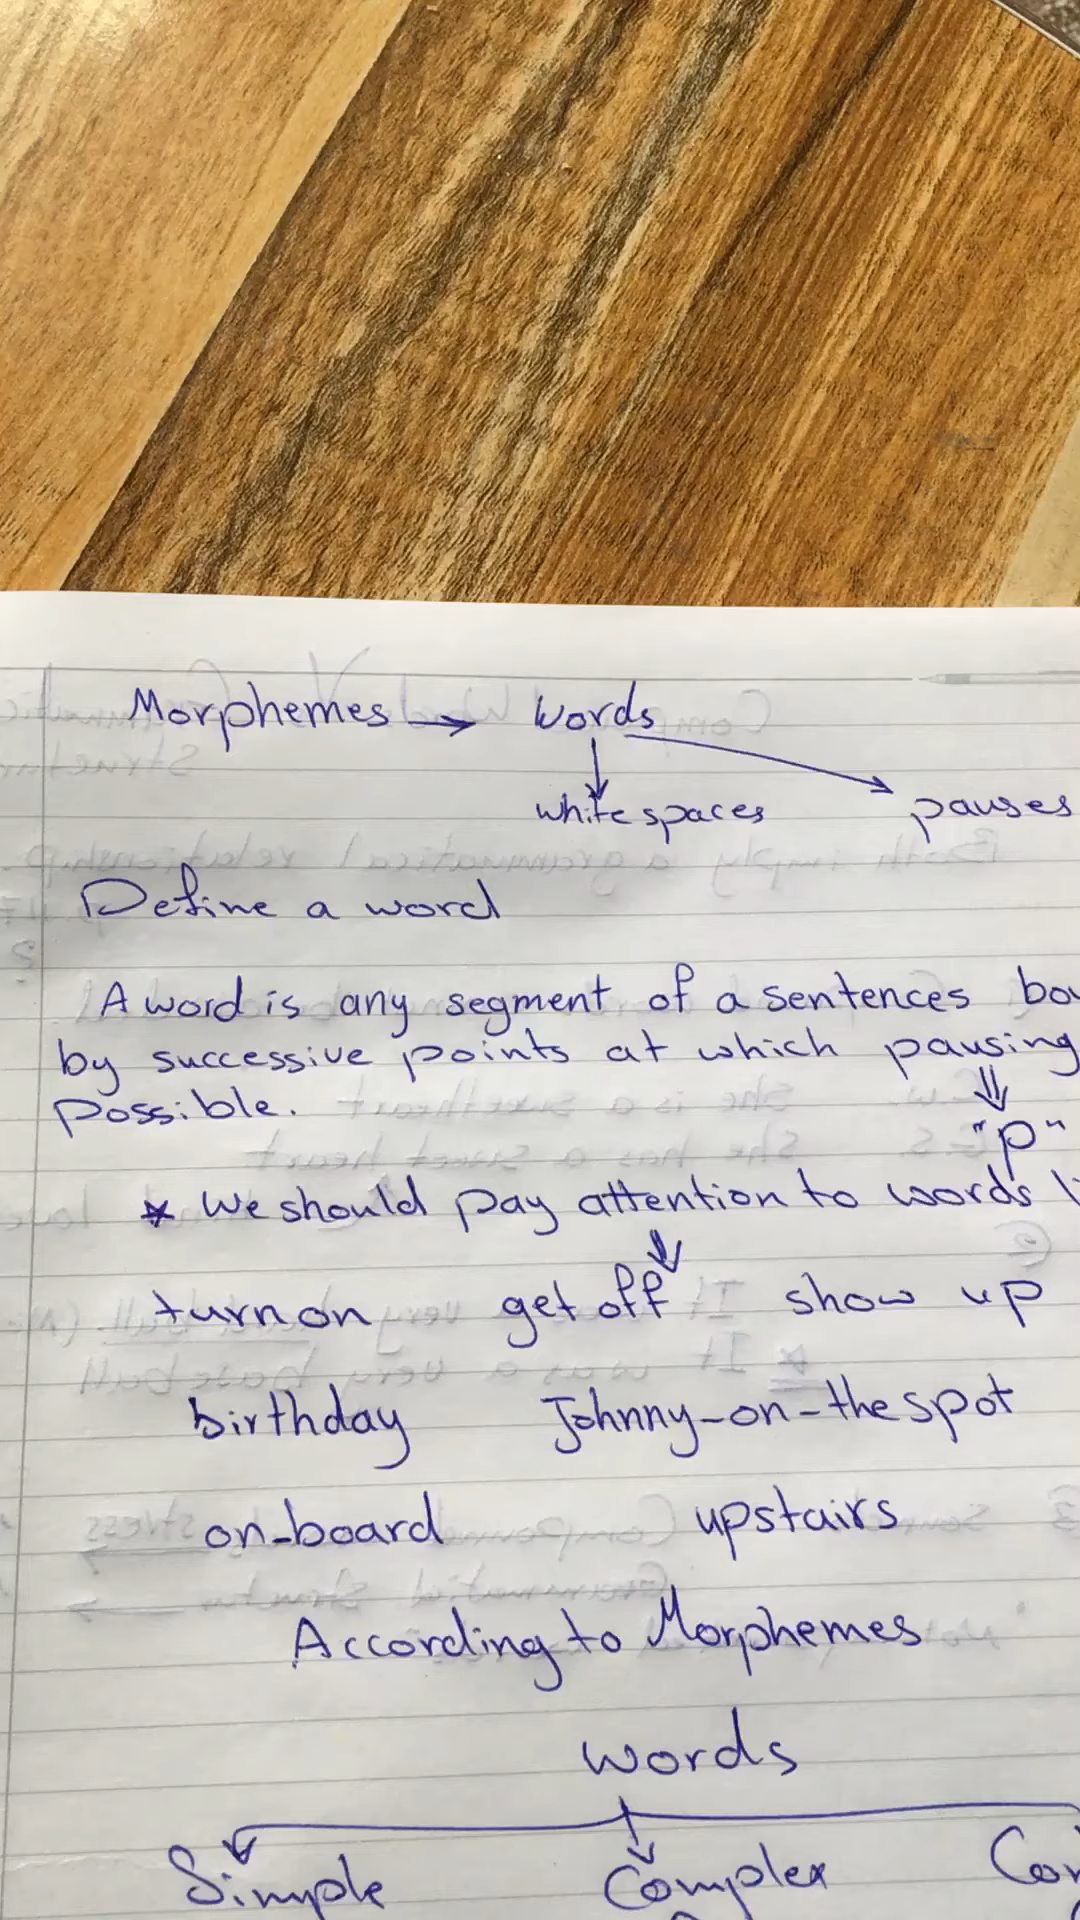 Morphemes → words
white spaces pauses
Define a word
A word is any segment of a sentences
by successive points at which pausing
possible.
"p"
* We should pay attention to words
turn on get off show up
birthday Johnny-on-the spot
on-board upstairs
According to Morphemes
words
Simple Complex